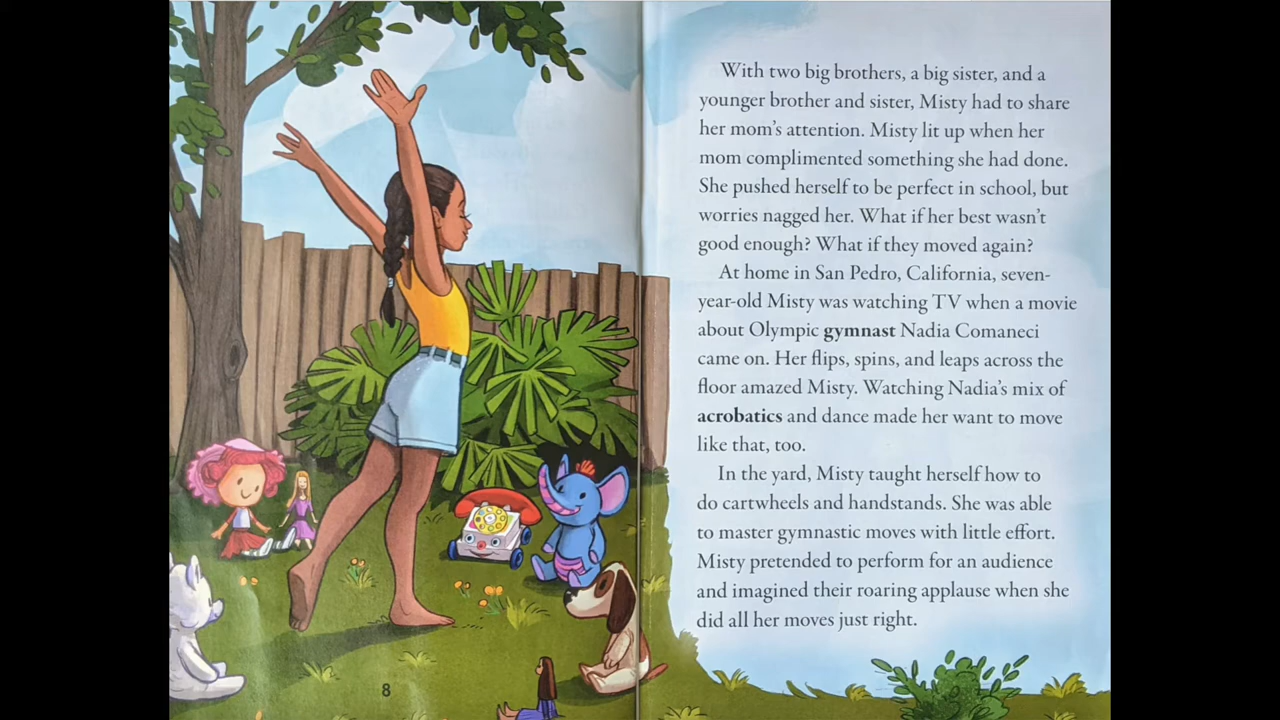 With two big brothers, a big sister, and a
younger brother and sister, Misty had to share
her mom's attention. Misty lit up when her
mom complimented something she had done.
She pushed herself to be perfect in school, but
worries nagged her. What if her best wasn't
good enough? What if they moved again?
At home in San Pedro, California, seven-
year-old Misty was watching TV when a movie
about Olympic gymnast Nadia Comaneci
came on. Her flips, spins, and leaps across the
floor amazed Misty. Watching Nadia's mix of
acrobatics and dance made her want to move
like that, too.
In the yard, Misty taught herself how to
do cartwheels and handstands. She was able
to master gymnastic moves with little effort.
Misty pretended to perform for an audience
and imagined their roaring applause when she
did all her moves just right.
8